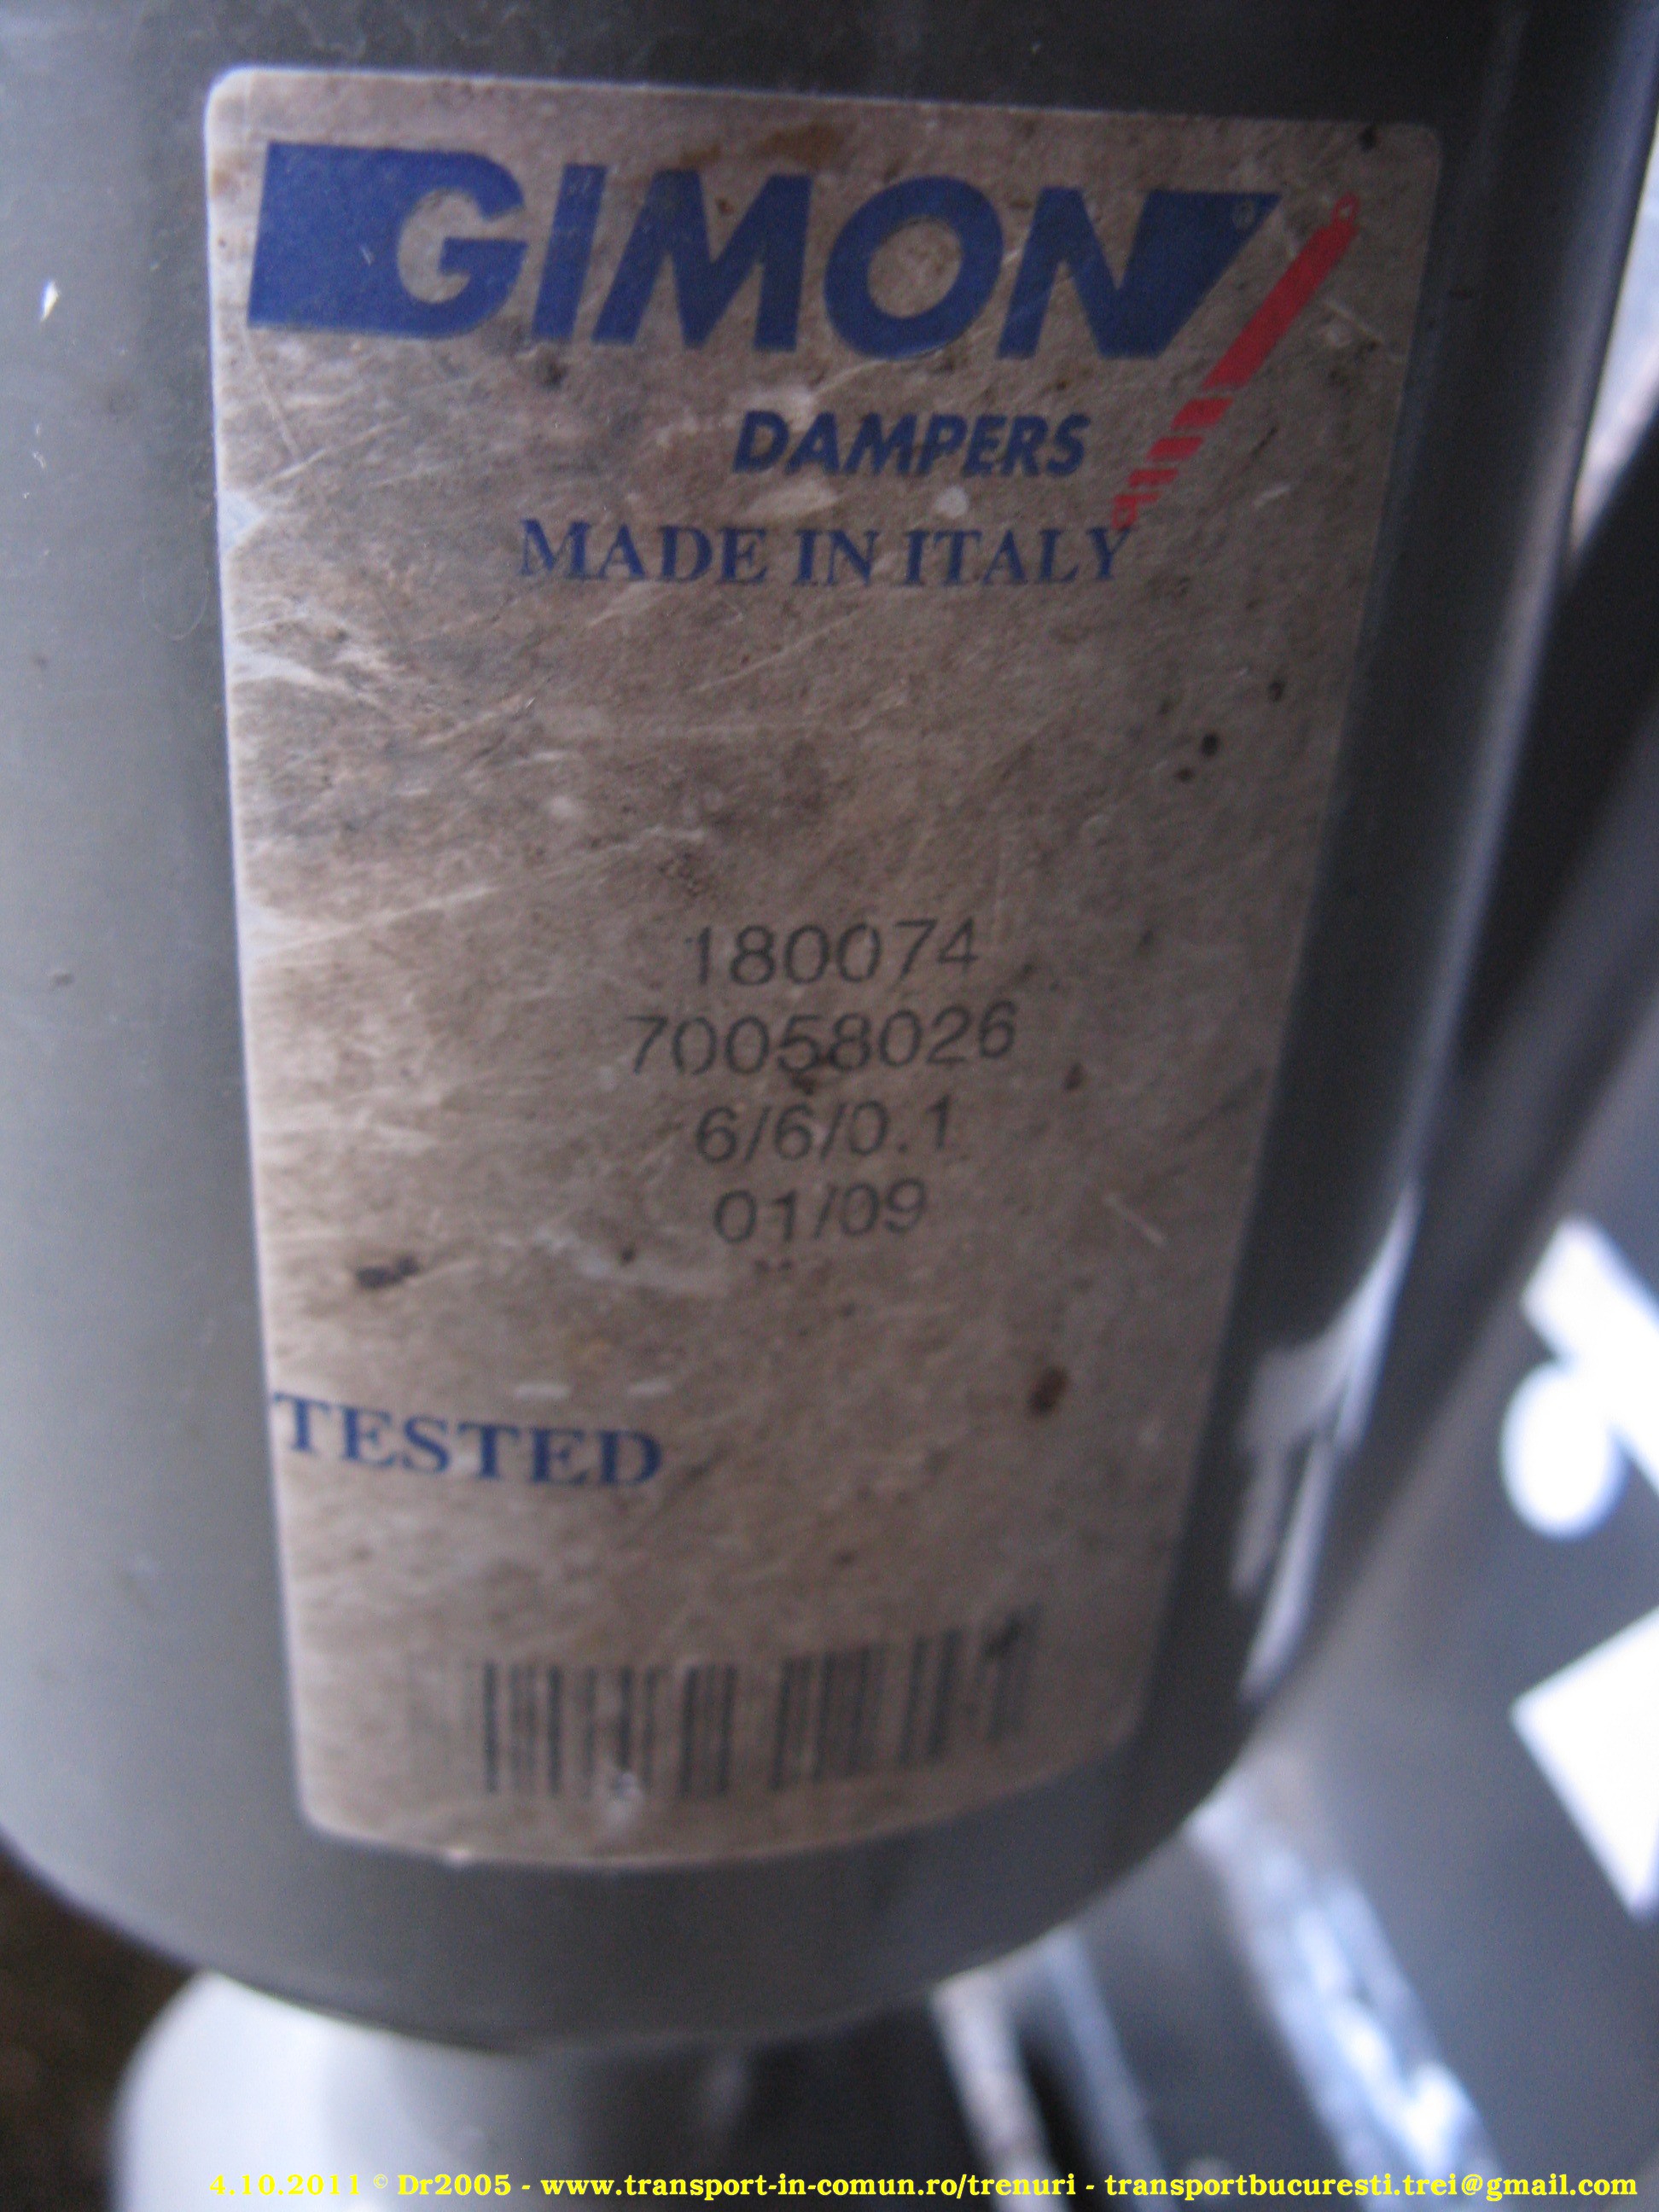 GIMON
DAMPERS
MADE IN ITALY
180074
70058026
6/6/0.1
01/09
TESTED
4.10.2011 © Dr2005 - www.transport-in-comun.ro/trenuri - transportbucuresti.trei@gmail.com